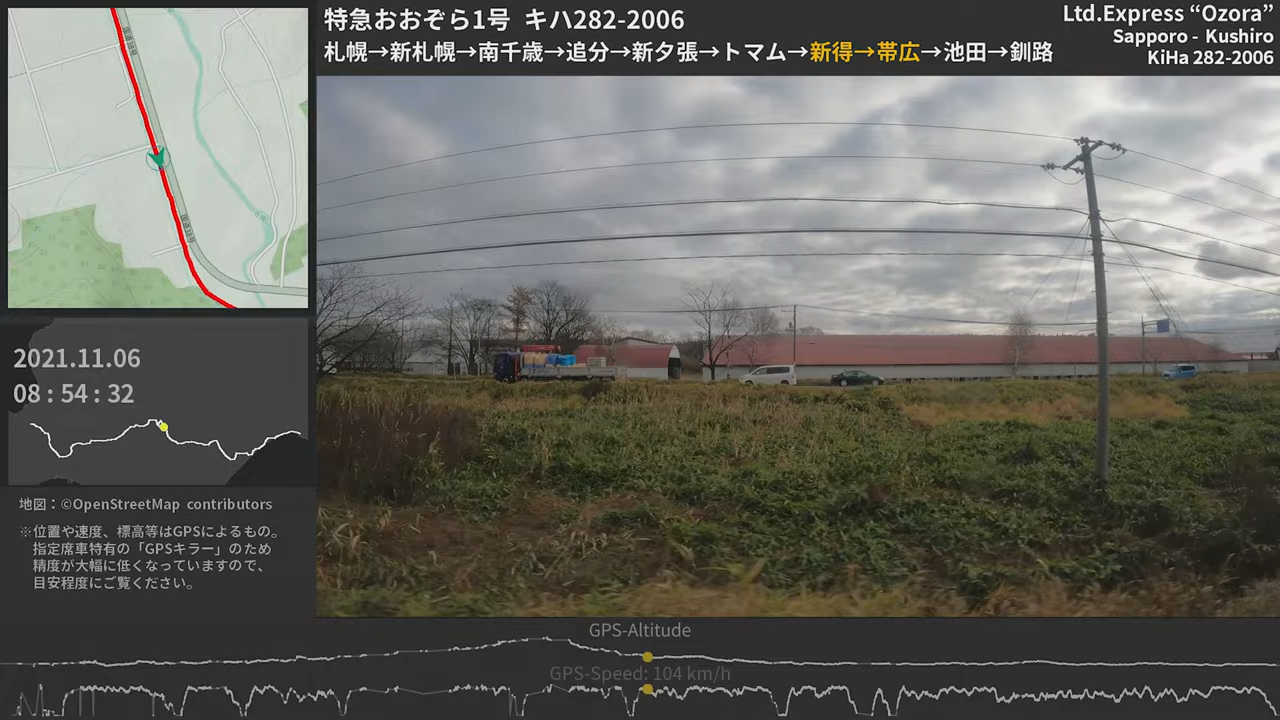 特急おおぞら1号 キハ282-2006
札幌→新札幌→南千歳→追分→新夕張→トマム→新得→帯広→池田→釧路
Ltd.Express “Ozora”
Sapporo - Kushiro
KiHa 282-2006
2021.11.06
08 : 54 : 32
地図：©OpenStreetMap contributors
※位置や速度、標高等はGPSによるもの。
指定席車特有の「GPSキラー」のため
精度が大幅に低くなっていますので、
目安程度にご覧ください。
GPS-Altitude
GPS-Speed: 104 km/h